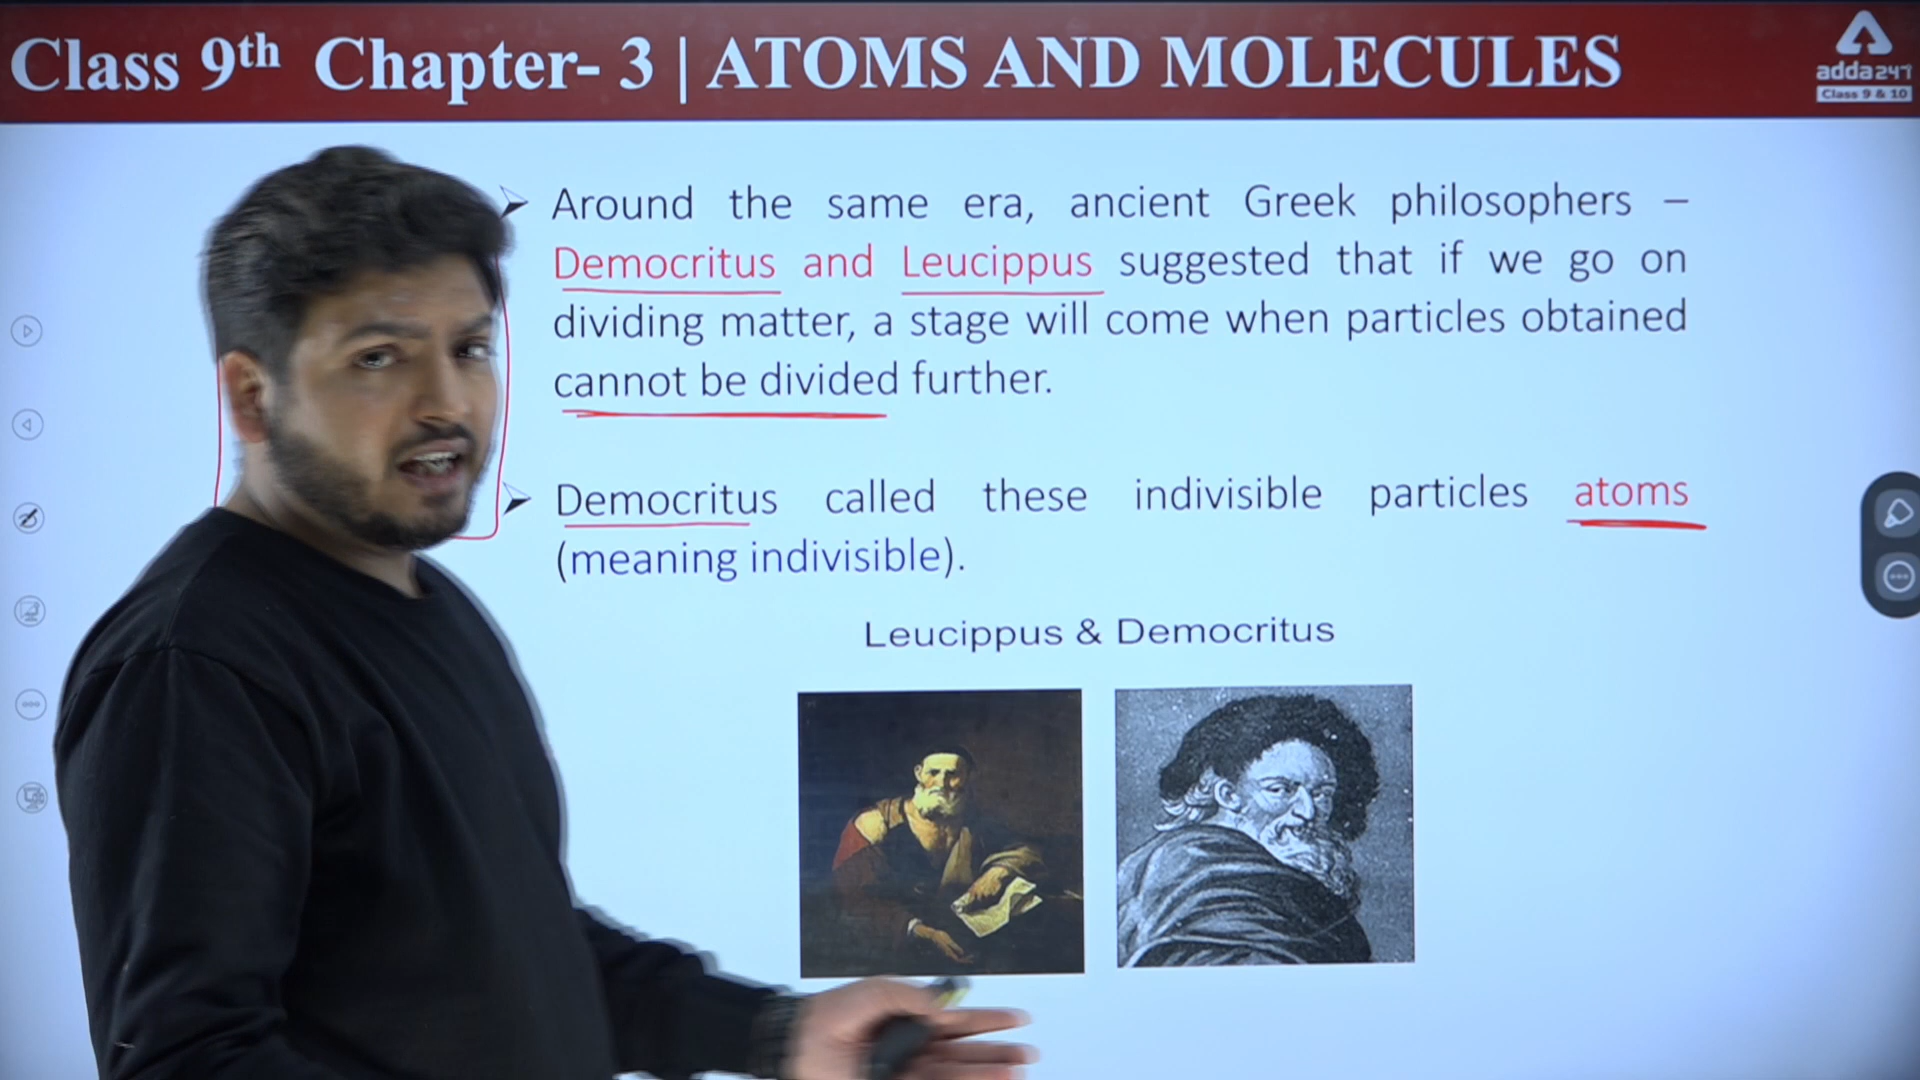 Class 9th Chapter- 3 | ATOMS AND MOLECULES
adda247
Class 9 & 10
Around the same era, ancient Greek philosophers –
Democritus and Leucippus suggested that if we go on
dividing matter, a stage will come when particles obtained
cannot be divided further.
Democritus called these indivisible particles atoms
(meaning indivisible).
Leucippus & Democritus